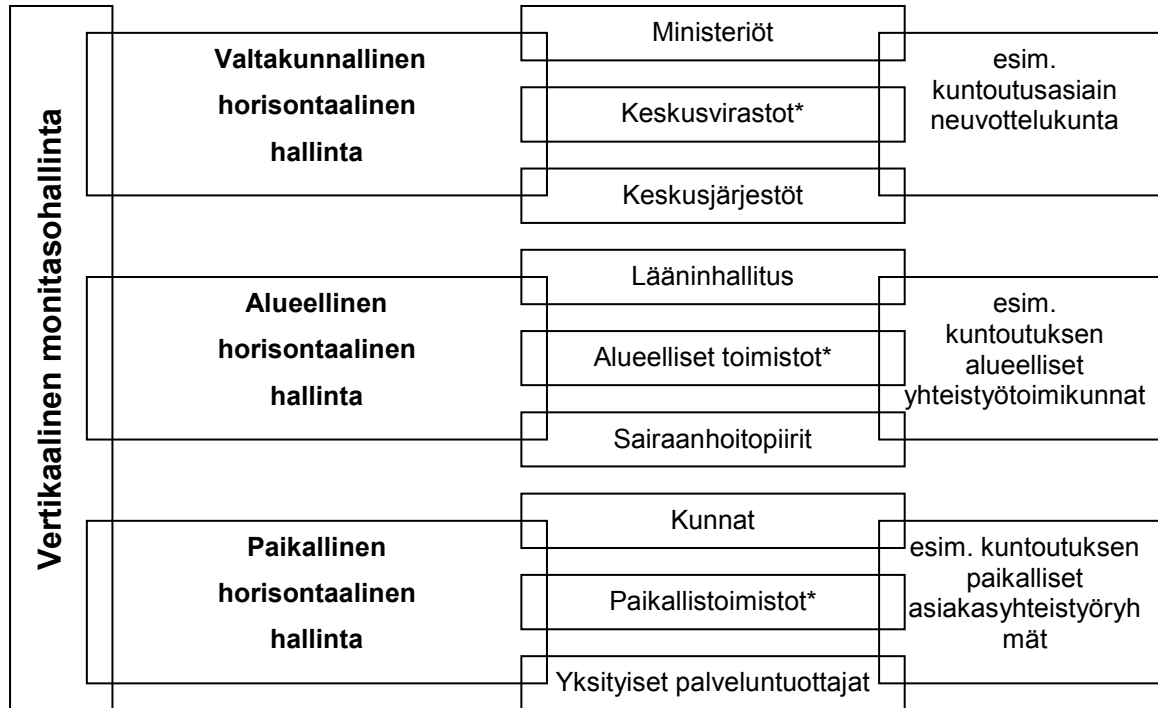 Vertikaalinen monitasohallinta
Valtakunnallinen
horisontaalinen
hallinta
Ministeriöt
Keskusvirastot*
Keskusjärjestöt
esim.
kuntoutusasiain
neuvottelukunta
Alueellinen
horisontaalinen
hallinta
Lääninhallitus
Alueelliset toimistot*
Sairaanhoitopiirit
esim.
kuntoutuksen
alueelliset
yhteistyötoimikunnat
Paikallinen
horisontaalinen
hallinta
Kunnat
Paikallistoimistot*
Yksityiset palveluntuottajat
esim. kuntoutuksen
paikalliset
asiakasyhteistyöryh
mät